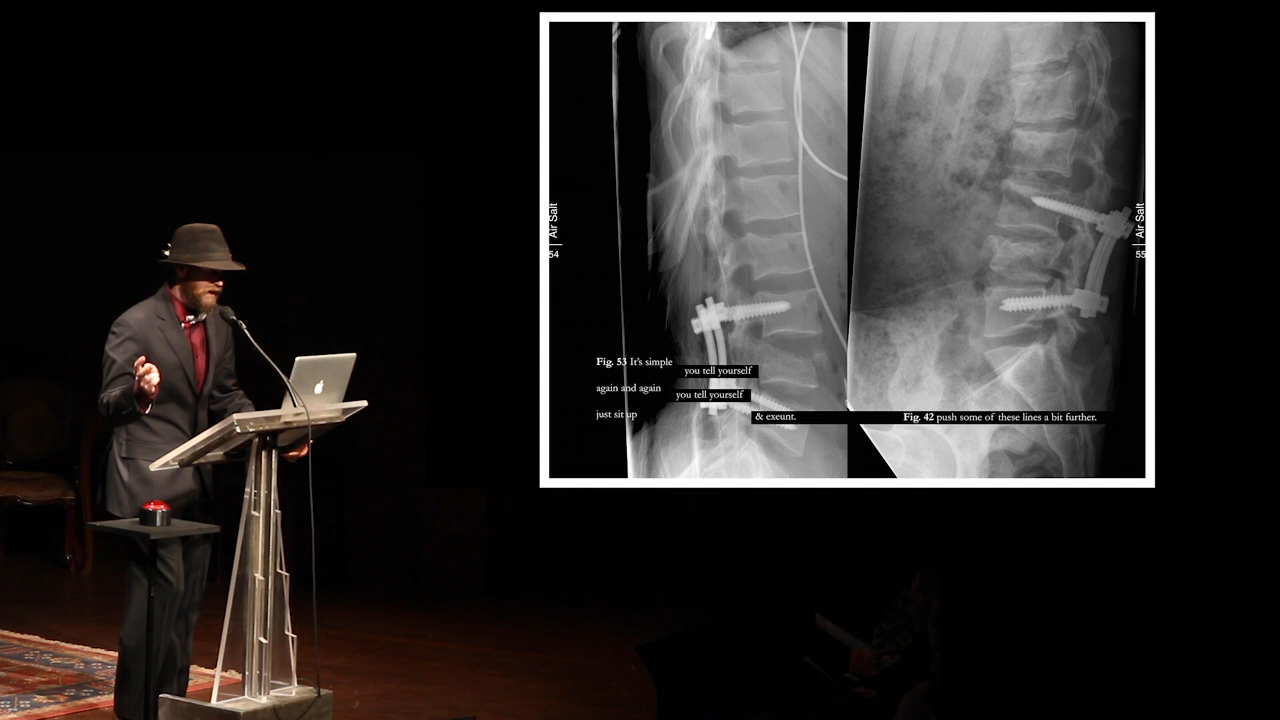 54 | Air Salt
Fig. 53 It's simple
you tell yourself
again and again
you tell yourself
just sit up
& exeunt.
Fig. 42 push some of these lines a bit further.
55 | Air Salt